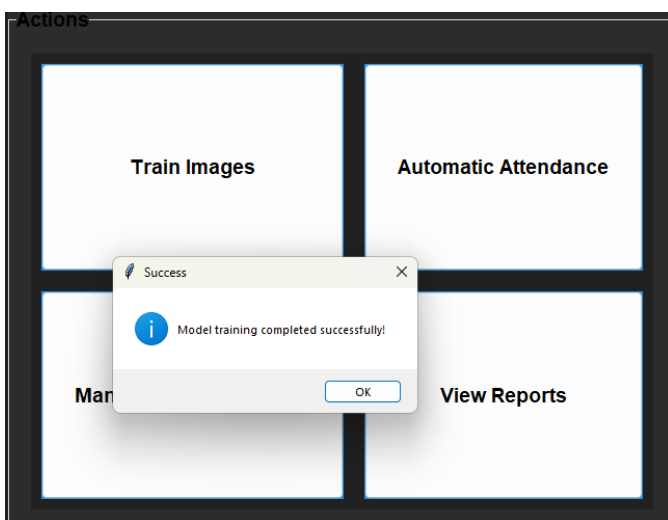 Actions
Train Images
Automatic Attendance
Success
Model training completed successfully!
OK
View Reports